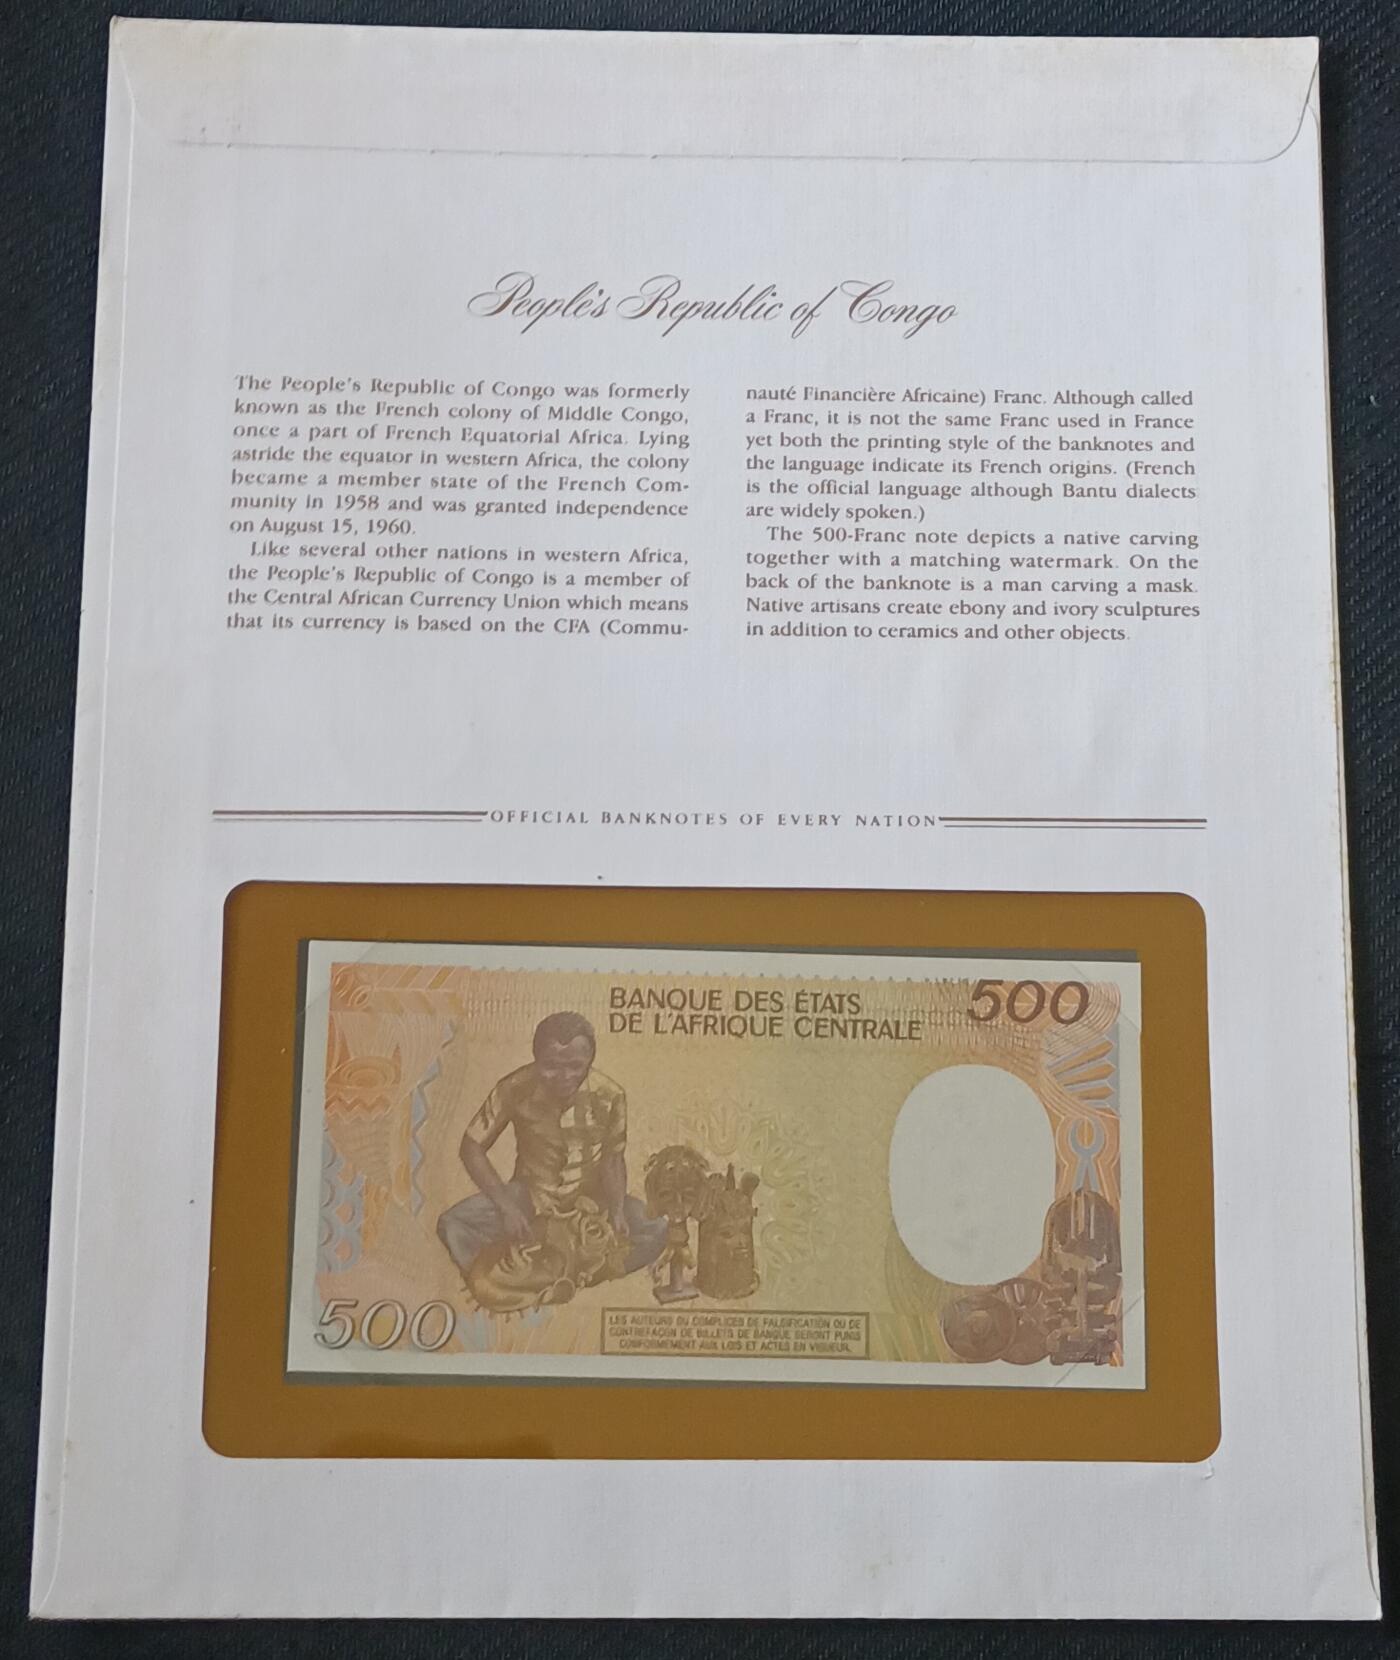 People's Republic of Congo
The People's Republic of Congo was formerly
known as the French colony of Middle Congo,
once a part of French Equatorial Africa. Lying
astride the equator in western Africa, the colony
became a member state of the French Com-
munity in 1958 and was granted independence
on August 15, 1960.
Like several other nations in western Africa,
the People's Republic of Congo is a member of
the Central African Currency Union which means
that its currency is based on the CFA (Commu-
nauté Financière Africaine) Franc. Although called
a Franc, it is not the same Franc used in France
yet both the printing style of the banknotes and
the language indicate its French origins. (French
is the official language although Bantu dialects
are widely spoken.)
The 500-Franc note depicts a native carving
together with a matching watermark. On the
back of the banknote is a man carving a mask.
Native artisans create ebony and ivory sculptures
in addition to ceramics and other objects.
OFFICIAL BANKNOTES OF EVERY NATION
BANQUE DES ÉTATS
DE L'AFRIQUE CENTRALE
500
500
LES AUTEURS OU COMPLICES DE FALSIFICATION OU DE
CONTREFAÇON DE BILLETS DE BANQUE SERONT PUNIS
CONFORMEMENT AUX LOIS ET ACTES EN VIGUEUR.